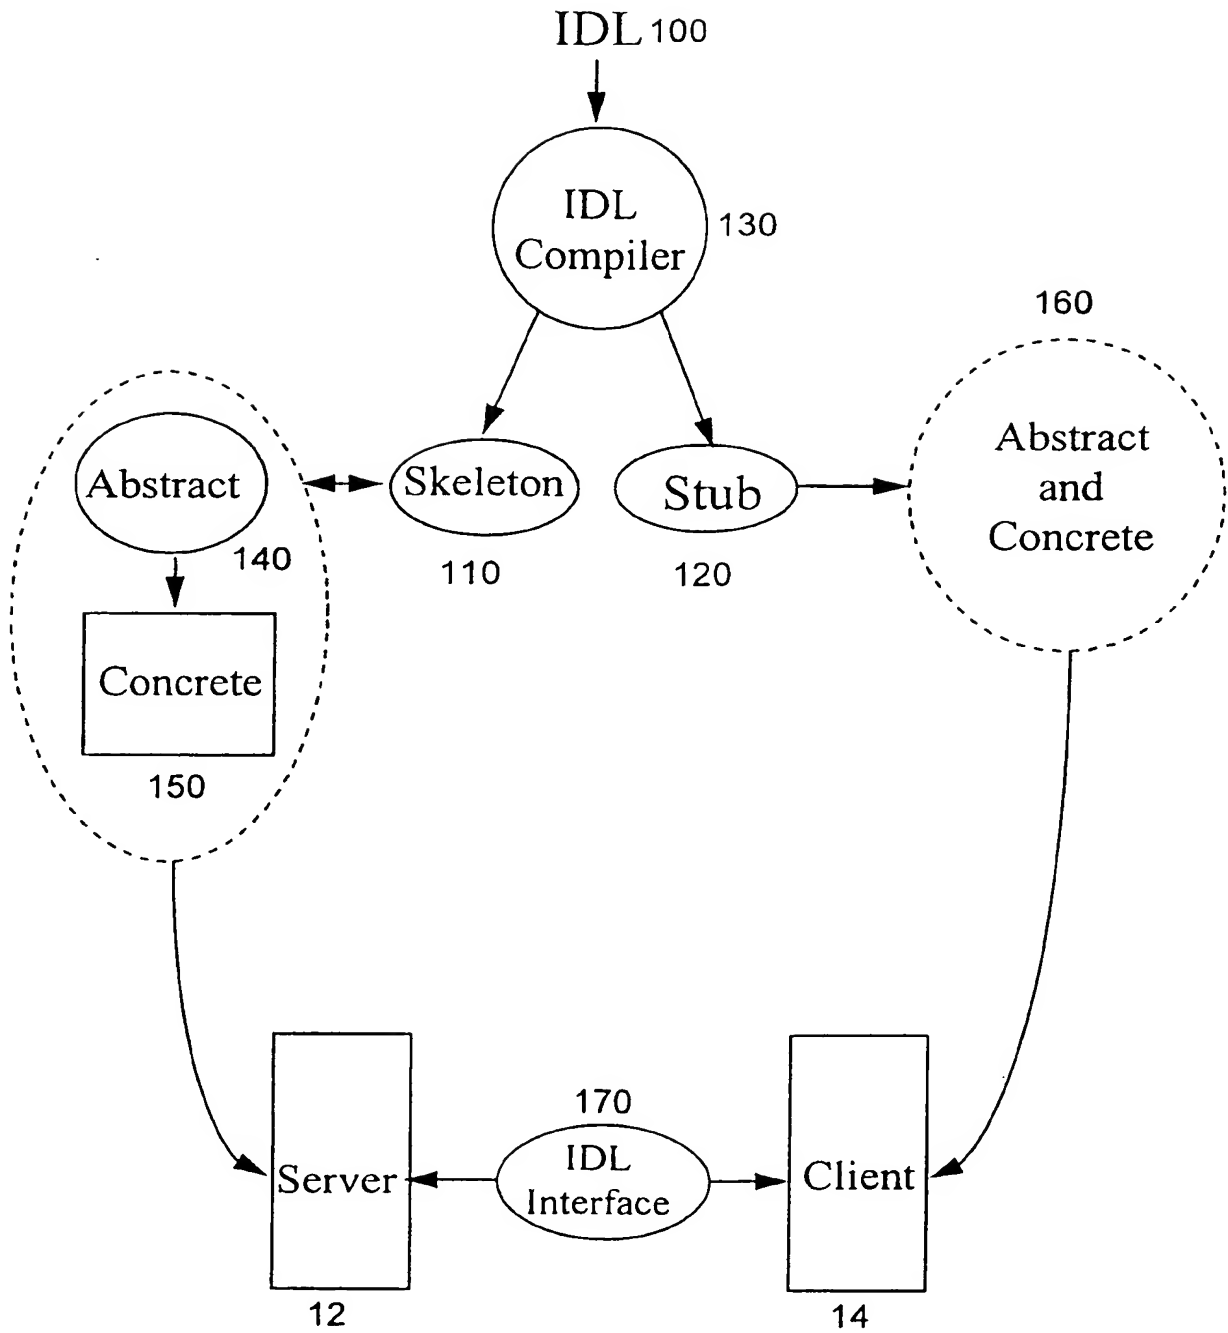 IDL 100
IDL
Compiler
130
160
Abstract
and
Concrete
Abstract
140
Skeleton
110
Stub
120
Concrete
150
170
IDL
Interface
Server
12
Client
14